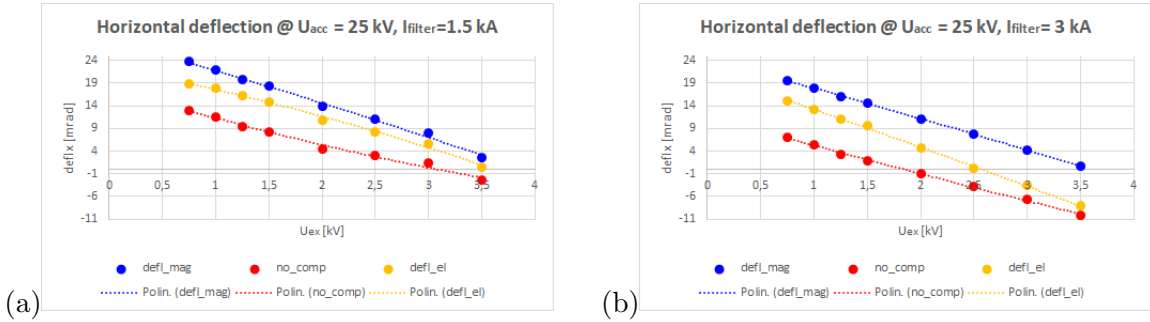 Horizontal deflection @ Uacc = 25 kV, Ifilter=1.5 kA
24
19
14
9
4
-1
-6
-11
defl x [mrad]
0 0,5 1 1,5 2 2,5 3 3,5 4
Uex [kV]
defl_mag no_comp defl_el
Polin. (defl_mag) Polin. (no_comp) Polin. (defl_el)
(a)
Horizontal deflection @ Uacc = 25 kV, Ifilter= 3 kA
24
19
14
9
4
-1
-6
-11
defl x [mrad]
0 0,5 1 1,5 2 2,5 3 3,5 4
Uex [kV]
defl_mag no_comp defl_el
Polin. (defl_mag) Polin. (no_comp) Polin. (defl_el)
(b)